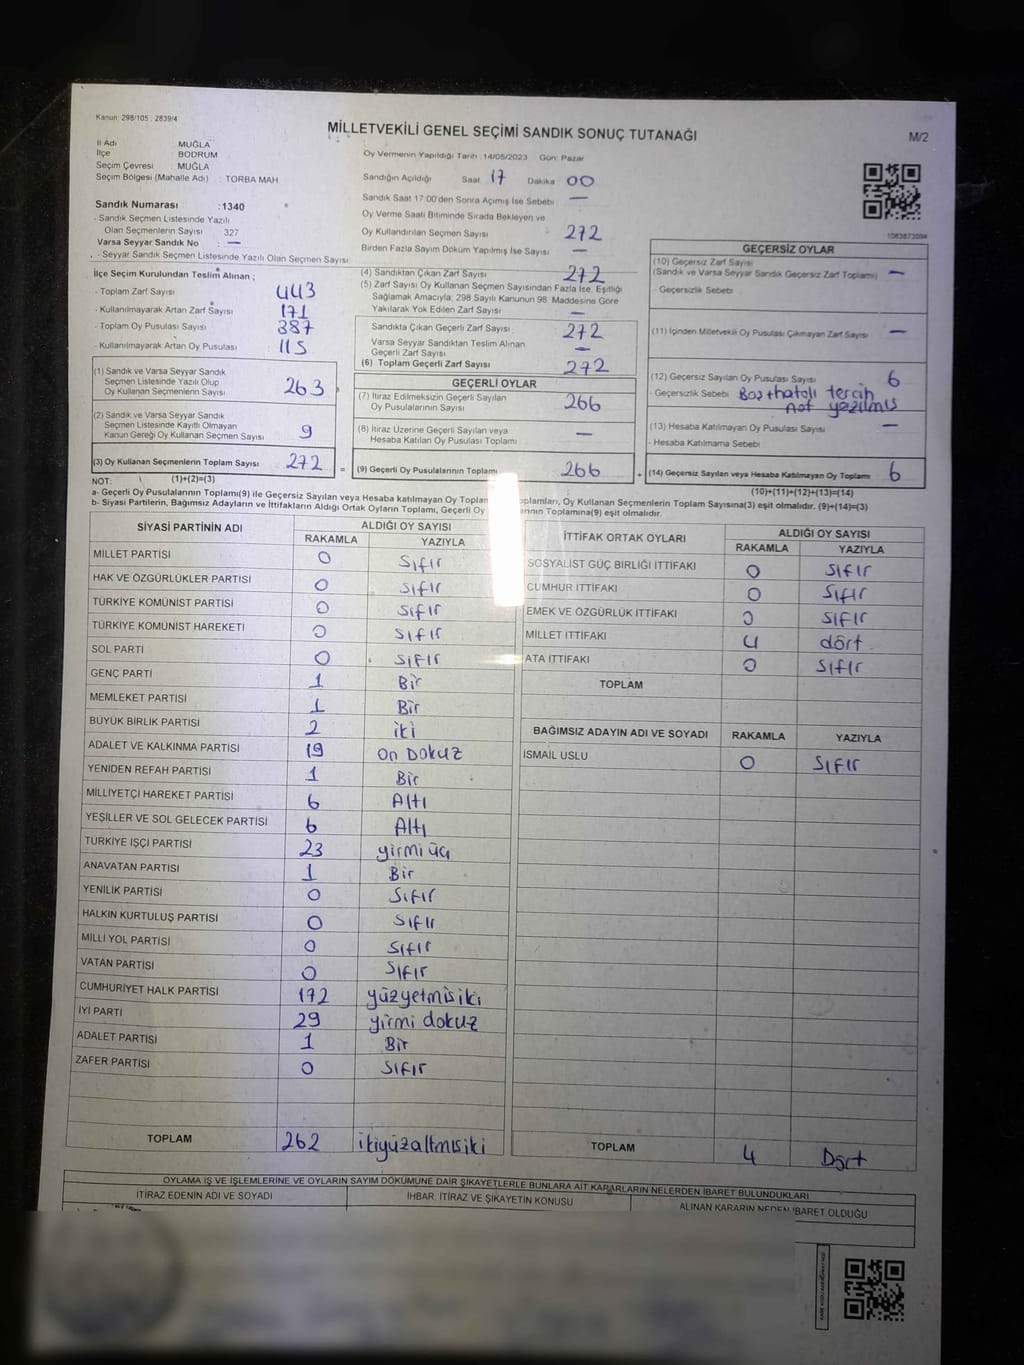 Kanun: 298/105, 2839/4
MİLLETVEKİLİ GENEL SEÇİMİ SANDIK SONUÇ TUTANAĞI
M/2
İl Adı MUĞLA
İlçe BODRUM
Seçim Çevresi : MUĞLA
Seçim Bölgesi (Mahalle Adı) : TORBA MAH
Oy Vermenin Yapıldığı Tarih :14/05/2023 Gün: Pazar
Sandığın Açıldığı Saat 17 Dakika 00
Sandık Numarası :1340
- Sandık Seçmen Listesinde Yazılı
Olan Seçmenlerin Sayısı 327
Varsa Seyyar Sandık No : —
- Seyyar Sandık Seçmen Listesinde Yazılı Olan Seçmen Sayısı
Sandık Saat 17:00'den Sonra Açılmış İse Sebebi —
Oy Verme Saati Bitiminde Sırada Bekleyen ve
Oy Kullandırılan Seçmen Sayısı 272
Birden Fazla Sayım Döküm Yapılmış İse Sayısı —
1083873094
İlçe Seçim Kurulundan Teslim Alınan ;
- Toplam Zarf Sayısı 443
- Kullanılmayarak Artan Zarf Sayısı 171
- Toplam Oy Pusulası Sayısı 387
- Kullanılmayarak Artan Oy Pusulası : 115
(1) Sandık ve Varsa Seyyar Sandık
Seçmen Listesinde Yazılı Olup
Oy Kullanan Seçmenlerin Sayısı 263
(2) Sandık ve Varsa Seyyar Sandık
Seçmen Listesinde Kayıtlı Olmayan
Kanun Gereği Oy Kullanan Seçmen Sayısı 9
(3) Oy Kullanan Seçmenlerin Toplam Sayısı 272
(1)+(2)=(3)
(4) Sandıktan Çıkan Zarf Sayısı 272
(5) Zarf Sayısı Oy Kullanan Seçmen Sayısından Fazla İse, Eşitliği
Sağlamak Amacıyla, 298 Sayılı Kanunun 98. Maddesine Göre
Yakılarak Yok Edilen Zarf Sayısı —
Sandıkta Çıkan Geçerli Zarf Sayısı : 272
Varsa Seyyar Sandıktan Teslim Alınan
Geçerli Zarf Sayısı —
(6) Toplam Geçerli Zarf Sayısı 272
GEÇERLİ OYLAR
(7) İtiraz Edilmeksizin Geçerli Sayılan
Oy Pusulalarının Sayısı 266
(8) İtiraz Üzerine Geçerli Sayılan veya
Hesaba Katılan Oy Pusulası Toplamı —
= (9) Geçerli Oy Pusulalarının Toplamı 266
GEÇERSİZ OYLAR
(10) Geçersiz Zarf Sayısı
(Sandık ve Varsa Seyyar Sandık Geçersiz Zarf Toplamı) —
- Geçersizlik Sebebi
(11) İçinden Milletvekili Oy Pusulası Çıkmayan Zarf Sayısı —
(12) Geçersiz Sayılan Oy Pusulası Sayısı 6
- Geçersizlik Sebebi Boş+hatalı tercih
not yazılmış
(13) Hesaba Katılmayan Oy Pusulası Sayısı —
- Hesaba Katılmama Sebebi
+ (14) Geçersiz Sayılan veya Hesaba Katılmayan Oy Toplamı 6
(10)+(11)+(12)+(13)=(14)
NOT:
a- Geçerli Oy Pusulalarının Toplamı(9) ile Geçersiz Sayılan veya Hesaba katılmayan Oy Toplamları, Oy Kullanan Seçmenlerin Toplam Sayısına(3) eşit olmalıdır. (9)+(14)=(3)
b- Siyasi Partilerin, Bağımsız Adayların ve İttifakların Aldığı Ortak Oyların Toplamı, Geçerli Oy Toplamına(9) eşit olmalıdır.
SİYASİ PARTİNİN ADI ALDIĞI OY SAYISI
RAKAMLA YAZIYLA
MİLLET PARTİSİ 0 Sıfır
HAK VE ÖZGÜRLÜKLER PARTİSİ 0 Sıfır
TÜRKİYE KOMÜNİST PARTİSİ 0 Sıfır
TÜRKİYE KOMÜNİST HAREKETİ 0 Sıfır
SOL PARTİ 0 Sıfır
GENÇ PARTİ 1 Bir
MEMLEKET PARTİSİ 1 Bir
BÜYÜK BİRLİK PARTİSİ 2 iki
ADALET VE KALKINMA PARTİSİ 19 on Dokuz
YENİDEN REFAH PARTİSİ 1 Bir
MİLLİYETÇİ HAREKET PARTİSİ 6 Altı
YEŞİLLER VE SOL GELECEK PARTİSİ 6 Altı
TÜRKİYE İŞÇİ PARTİSİ 23 yirmi üç
ANAVATAN PARTİSİ 1 Bir
YENİLİK PARTİSİ 0 Sıfır
HALKIN KURTULUŞ PARTİSİ 0 Sıfır
MİLLİ YOL PARTİSİ 0 Sıfır
VATAN PARTİSİ 0 Sıfır
CUMHURİYET HALK PARTİSİ 172 yüzyetmişiki
İYİ PARTİ 29 yirmi dokuz
ADALET PARTİSİ 1 Bir
ZAFER PARTİSİ 0 Sıfır
TOPLAM 262 ikiyüzaltmışiki
İTTİFAK ORTAK OYLARI ALDIĞI OY SAYISI
RAKAMLA YAZIYLA
SOSYALİST GÜÇ BİRLİĞİ İTTİFAKI 0 Sıfır
CUMHUR İTTİFAKI 0 Sıfır
EMEK VE ÖZGÜRLÜK İTTİFAKI 0 Sıfır
MİLLET İTTİFAKI 4 dört
ATA İTTİFAKI 0 Sıfır
TOPLAM
BAĞIMSIZ ADAYIN ADI VE SOYADI RAKAMLA YAZIYLA
İSMAİL USLU 0 Sıfır
TOPLAM 4 Dört
OYLAMA İŞ VE İŞLEMLERİNE VE OYLARIN SAYIM DÖKÜMÜNE DAİR ŞİKAYETLERLE BUNLARA AİT KARARLARIN NELERDEN İBARET BULUNDUKLARI
İTİRAZ EDENİN ADI VE SOYADI İHBAR, İTİRAZ VE ŞİKAYETİN KONUSU ALINAN KARARIN NEDEN İBARET OLDUĞU